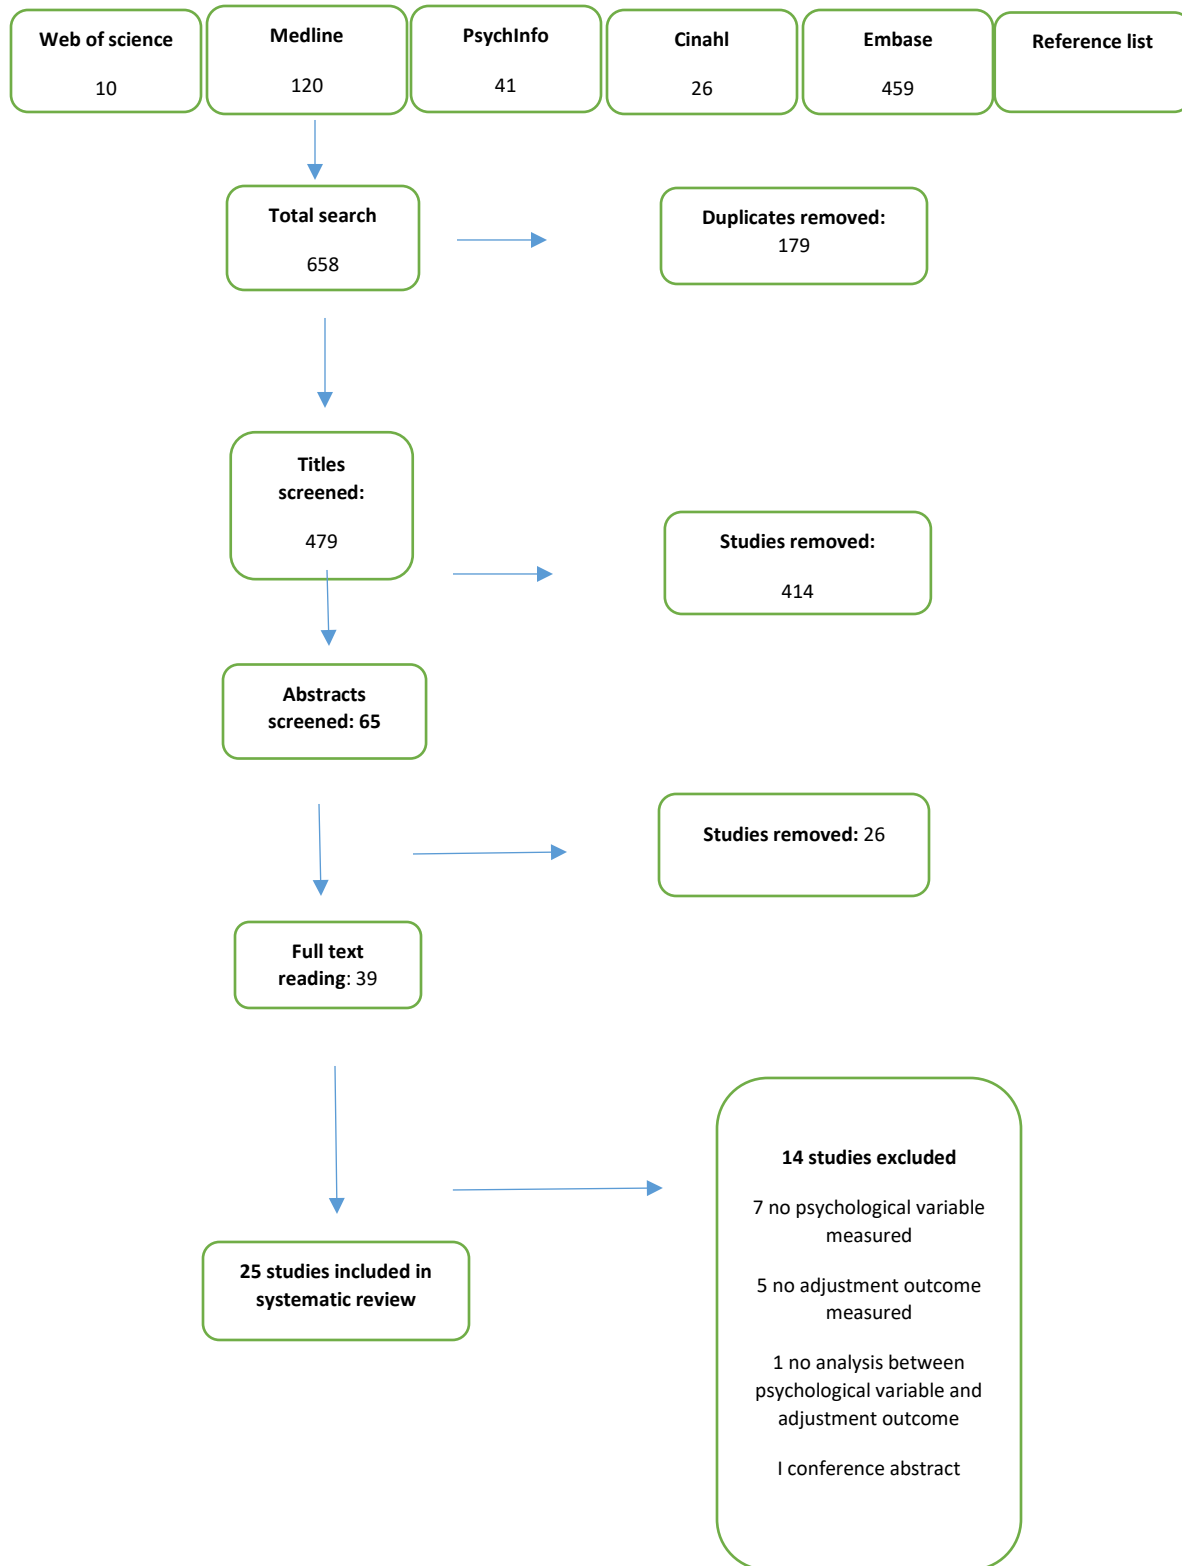 Web of science
10
Medline
120
PsychInfo
41
Cinahl
26
Embase
459
Reference list
Total search
658
Duplicates removed:
179
Titles
screened:
479
Studies removed:
414
Abstracts
screened: 65
Studies removed: 26
Full text
reading: 39
14 studies excluded
7 no psychological variable
measured
5 no adjustment outcome
measured
1 no analysis between
psychological variable and
adjustment outcome
I conference abstract
25 studies included in
systematic review